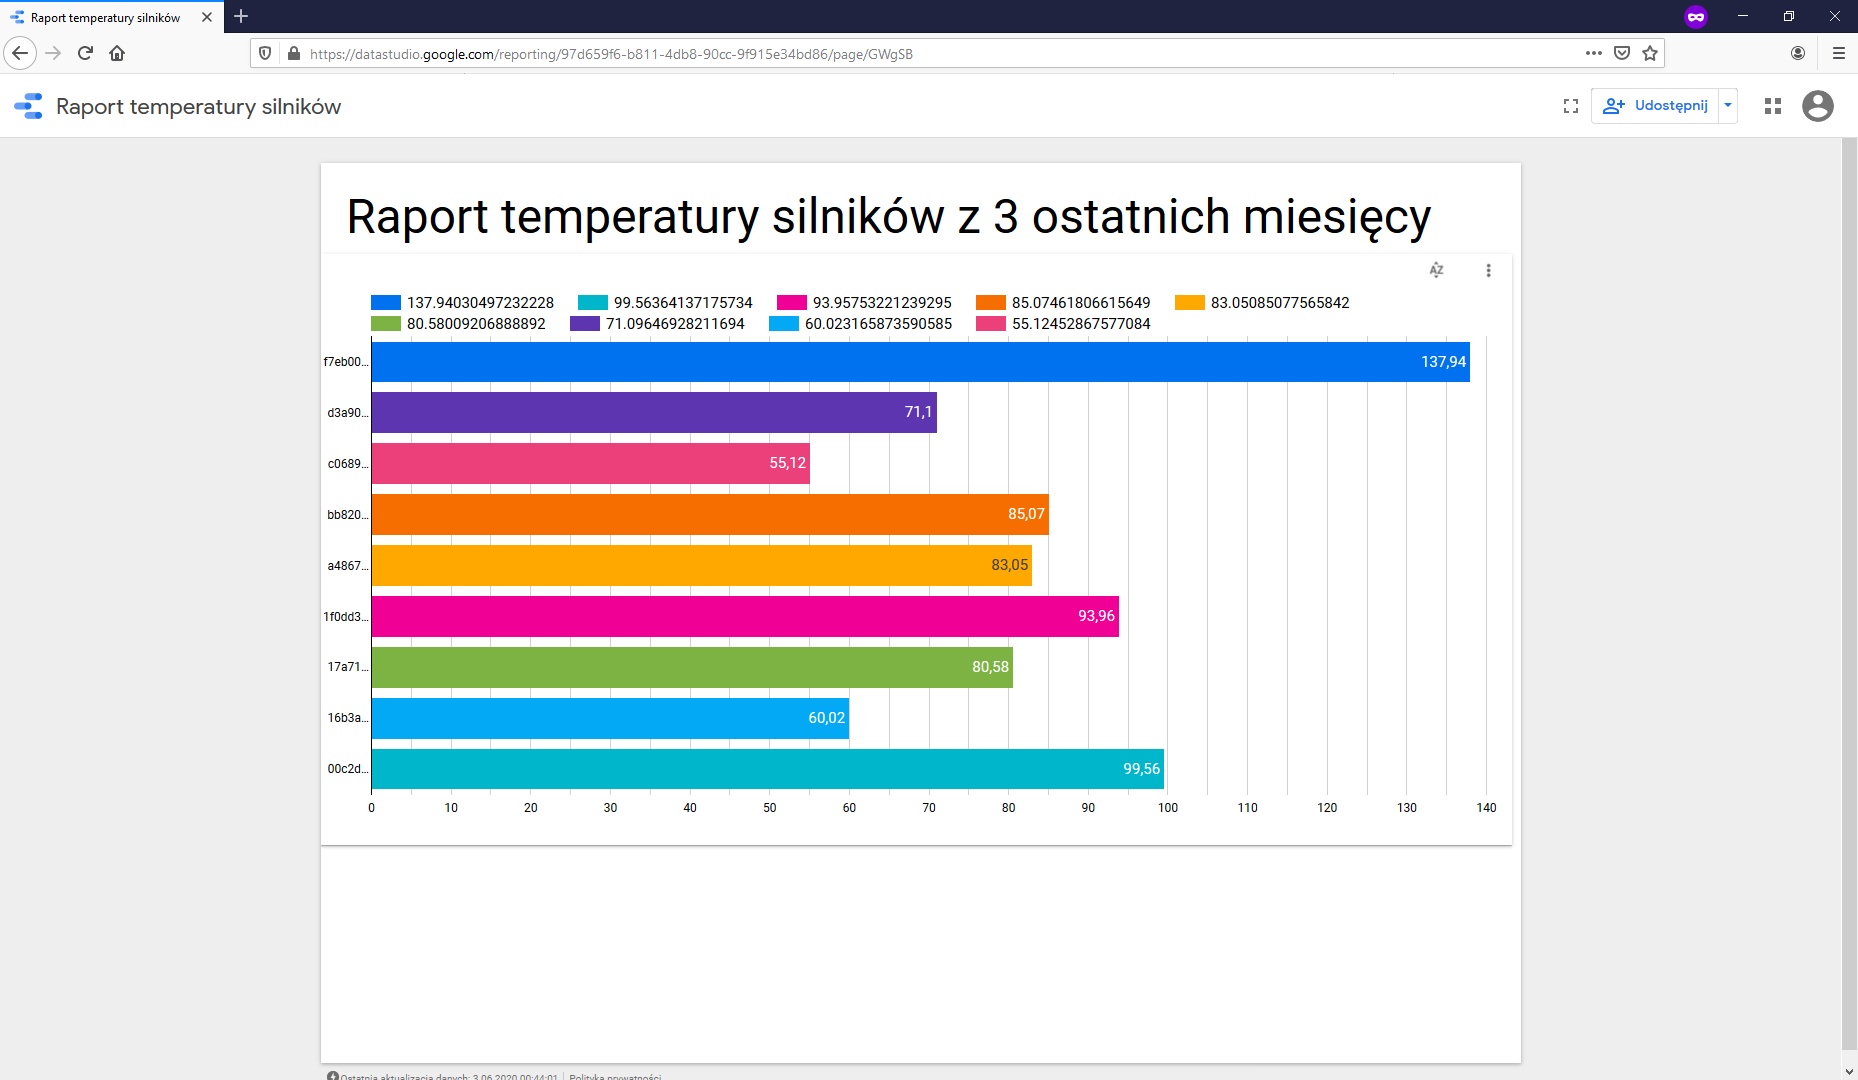 Raport temperatury silników
https://datastudio.google.com/reporting/97d659f6-b811-4db8-90cc-9f915e34bd86/page/GWgSB
Raport temperatury silników
Udostępnij
Raport temperatury silników z 3 ostatnich miesięcy
AZ
137.94030497232228 99.56364137175734 93.95753221239295 85.07461806615649 83.05085077565842
80.58009206888892 71.09646928211694 60.023165873590585 55.12452867577084
f7eb00... 137,94
d3a90... 71,1
c0689... 55,12
bb820... 85,07
a4867... 83,05
1f0dd3... 93,96
17a71... 80,58
16b3a... 60,02
00c2d... 99,56
0 10 20 30 40 50 60 70 80 90 100 110 120 130 140
Ostatnia aktualizacja danych: 3.06.2020 00:44:01 Polityka prywatności